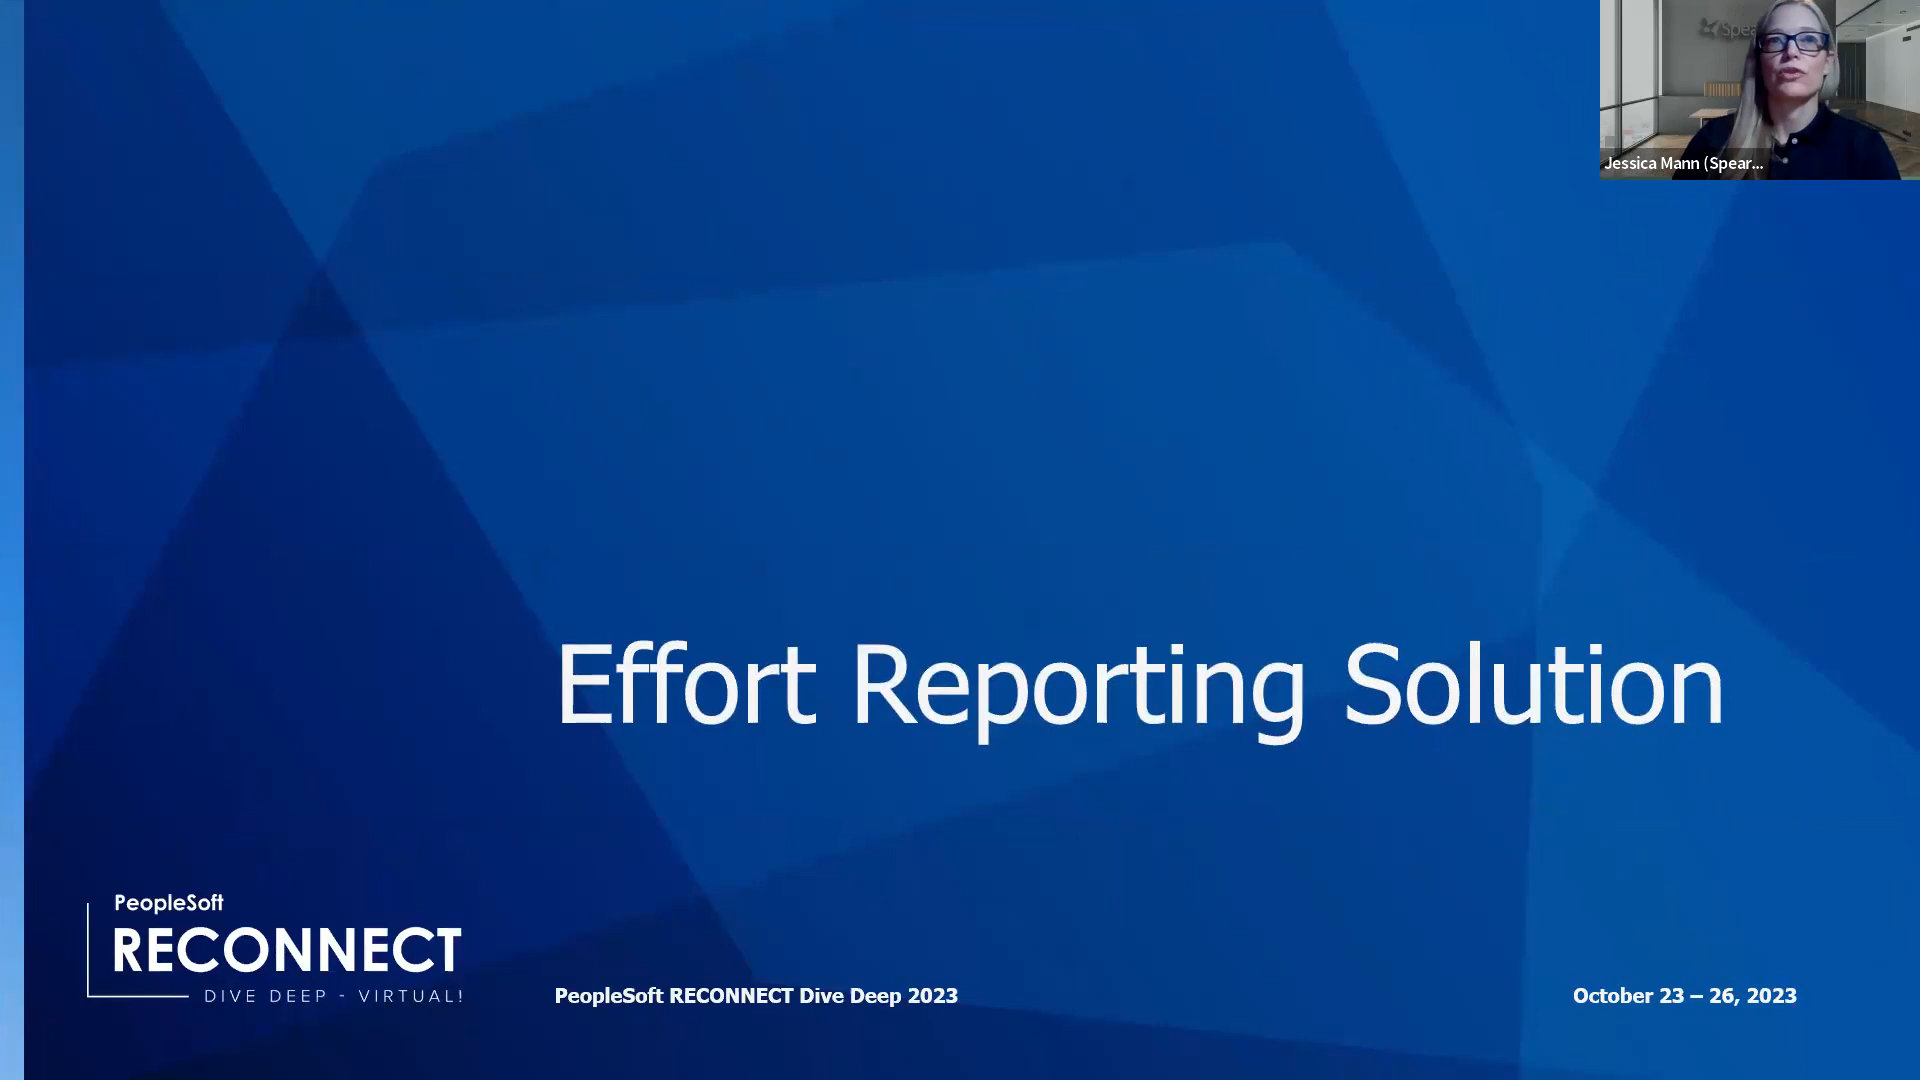 Spea
Jessica Mann (Spear...
Effort Reporting Solution
PeopleSoft
RECONNECT
DIVE DEEP - VIRTUAL!
PeopleSoft RECONNECT Dive Deep 2023
October 23 – 26, 2023